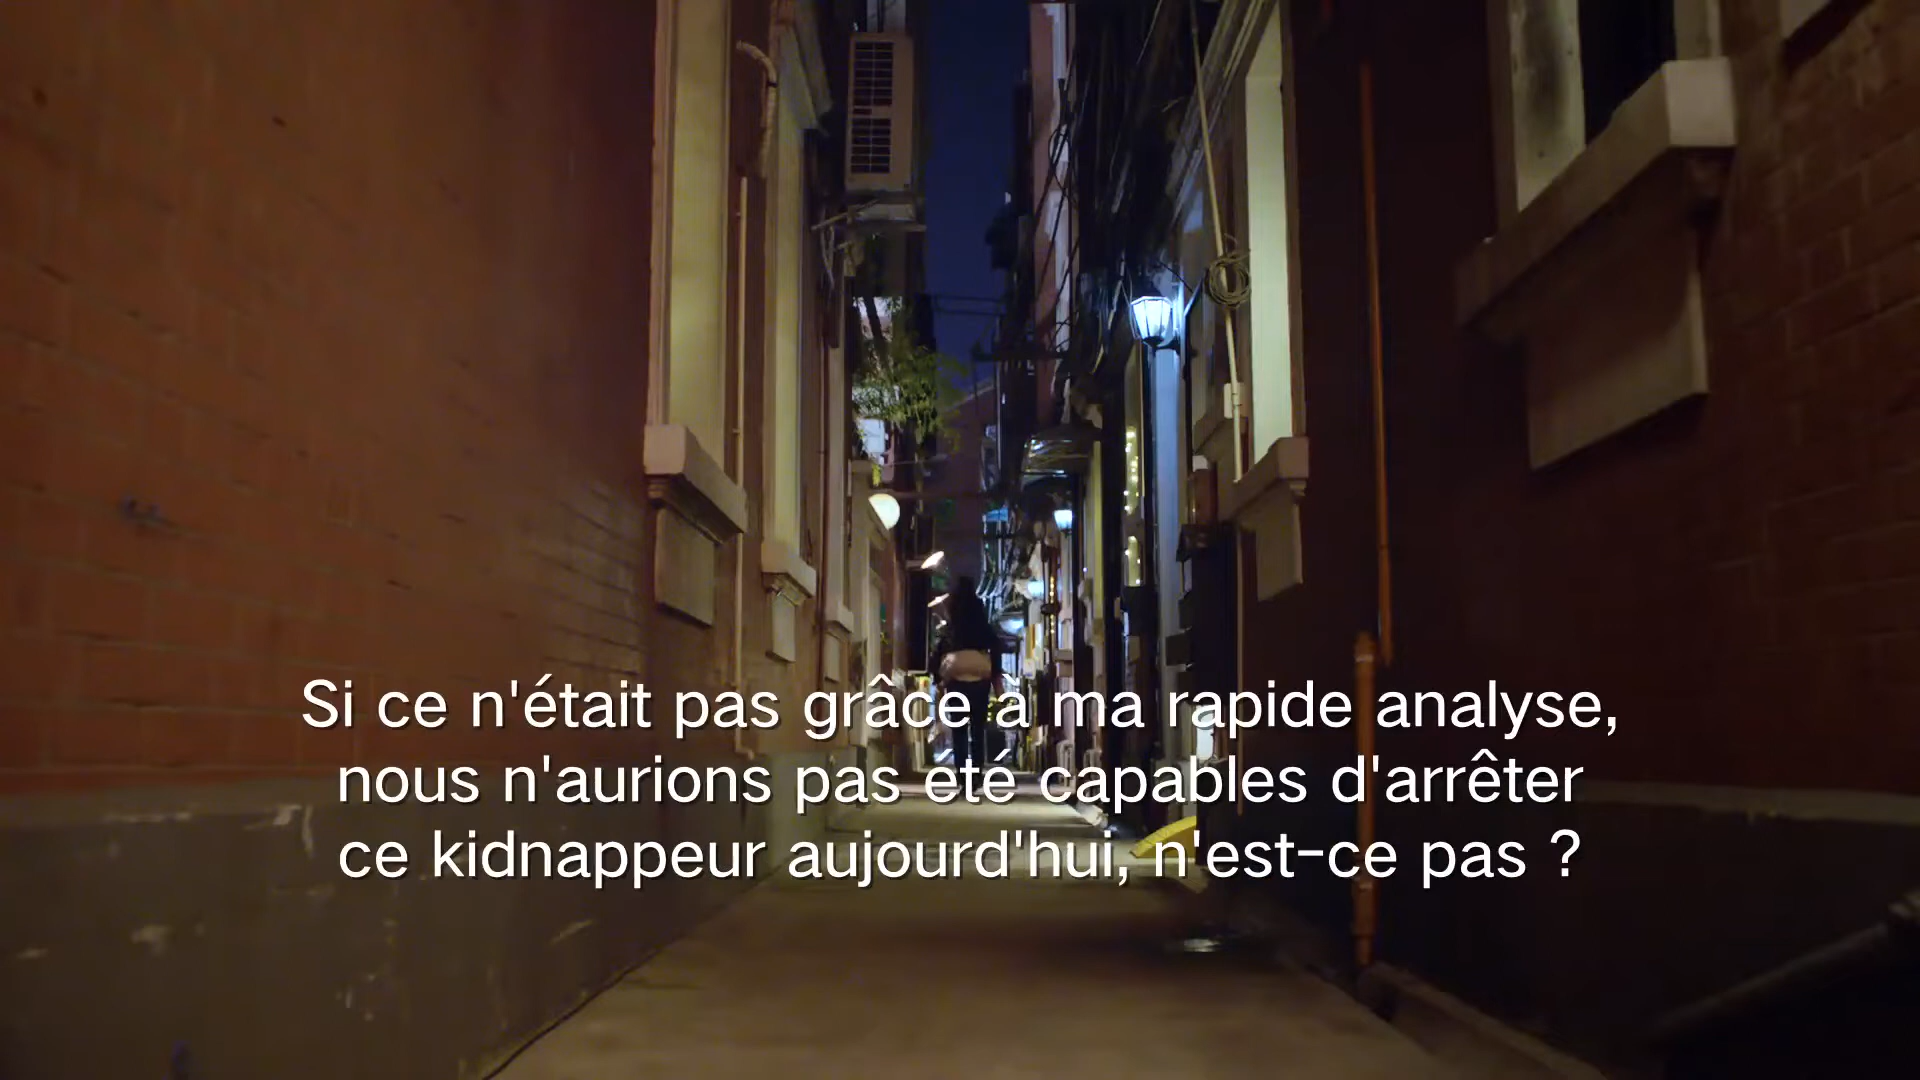 Si ce n'était pas grâce à ma rapide analyse,
nous n'aurions pas eté capables d'arrêter
ce kidnappeur aujourd'hui, n'est-ce pas ?